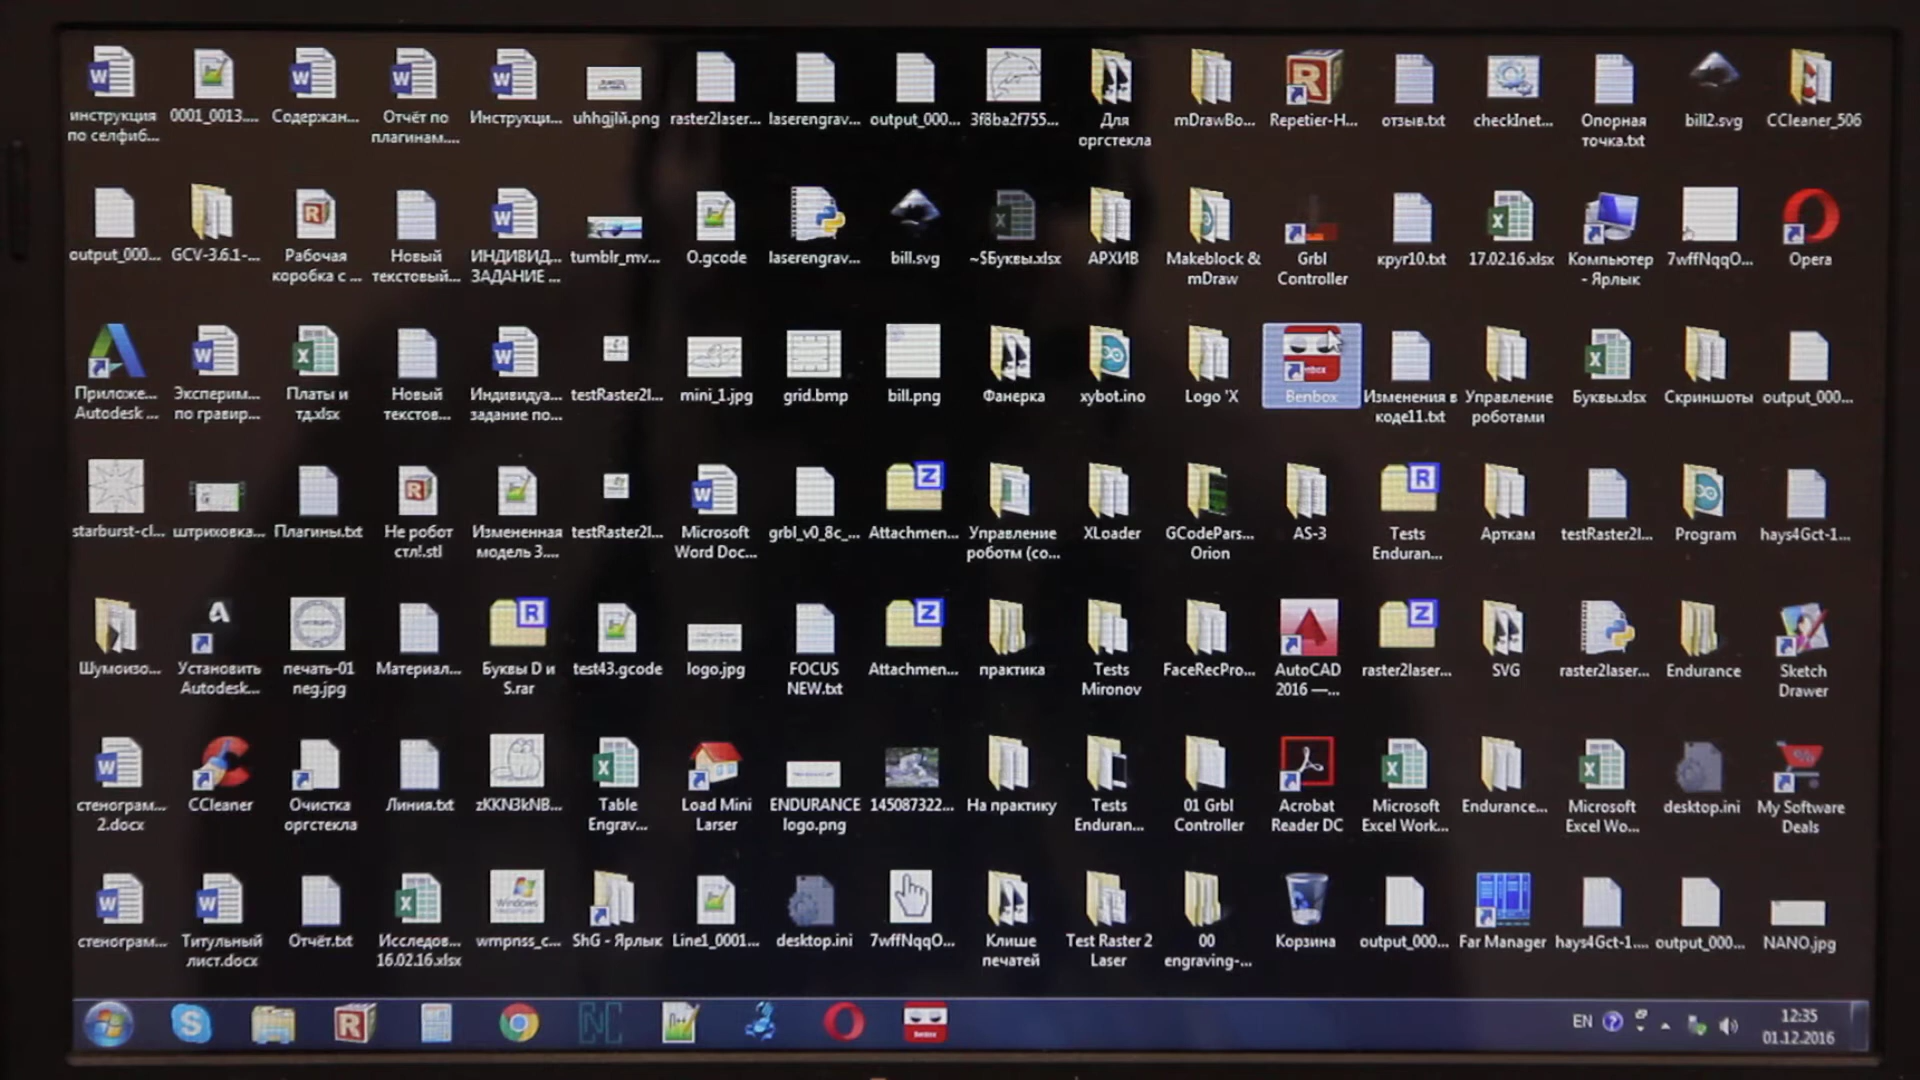 инструкция
по селфиб...
0001_0013....
Содержан...
Отчёт по
плагинам....
Инструкци...
uhhgjlй.png
raster2laser...
laserengrav...
output_000...
3f8ba2f755...
Для
оргстекла
mDrawBo...
Repetier-H...
отзыв.txt
checkInet...
Опорная
точка.txt
bill2.svg
CCleaner_506
output_000...
GCV-3.6.1-...
Рабочая
коробка с ...
Новый
текстовый...
ИНДИВИД...
ЗАДАНИЕ ...
tumblr_mv...
O.gcode
laserengrav...
bill.svg
~$Буквы.xlsx
АРХИВ
Makeblock &
mDraw
Grbl
Controller
круг10.txt
17.02.16.xlsx
Компьютер
- Ярлык
7wffNqqO...
Opera
Приложе...
Autodesk ...
Эксперим...
по гравир...
Платы и
тд.xlsx
Новый
текстов...
Индивидуа...
задание по...
testRaster2l...
mini_1.jpg
grid.bmp
bill.png
Фанерка
xybot.ino
Logo 'X
Benbox
Изменения в
коде11.txt
Управление
роботами
Буквы.xlsx
Скриншоты
output_000...
starburst-cl...
штриховка...
Плагины.txt
Не робот
стл!.stl
Измененная
модель 3....
testRaster2l...
Microsoft
Word Doc...
grbl_v0_8c_...
Attachmen...
Управление
роботм (со...
XLoader
GCodePars...
Orion
AS-3
Tests
Enduran...
Арткам
testRaster2l...
Program
hays4Gct-1...
Шумоизо...
Установить
Autodesk...
печать-01
neg.jpg
Материал...
Буквы D и
S.rar
test43.gcode
logo.jpg
FOCUS
NEW.txt
Attachmen...
практика
Tests
Mironov
FaceRecPro...
AutoCAD
2016 —...
raster2laser...
SVG
raster2laser...
Endurance
Sketch
Drawer
стенограм...
2.docx
CCleaner
Очистка
оргстекла
Линия.txt
zKKN3kNB...
Table
Engrav...
Load Mini
Larser
ENDURANCE
logo.png
145087322...
На практику
Tests
Enduran...
01 Grbl
Controller
Acrobat
Reader DC
Microsoft
Excel Work...
Endurance...
Microsoft
Excel Wo...
desktop.ini
My Software
Deals
стенограм...
Титульный
лист.docx
Отчёт.txt
Исследов...
16.02.16.xlsx
wmpnss_c...
ShG - Ярлык
Line1_0001...
desktop.ini
7wffNqqO...
Клише
печатей
Test Raster 2
Laser
00
engraving-...
Корзина
output_000...
Far Manager
hays4Gct-1....
output_000...
NANO.jpg
EN
12:35
01.12.2016